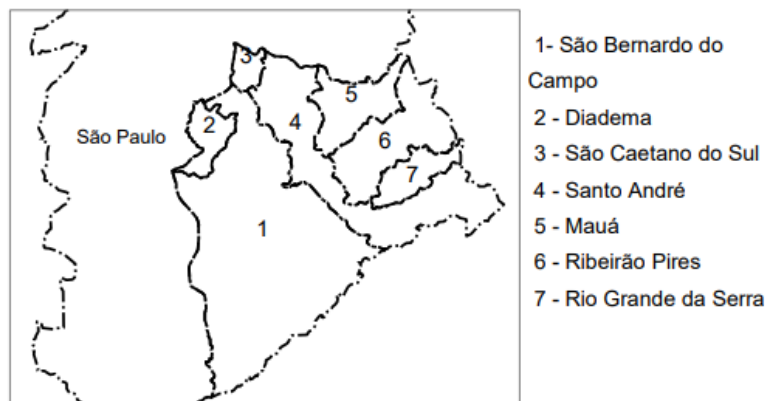 São Paulo
3
5
2
4
6
7
1
1- São Bernardo do
Campo
2 - Diadema
3 - São Caetano do Sul
4 - Santo André
5 - Mauá
6 - Ribeirão Pires
7 - Rio Grande da Serra